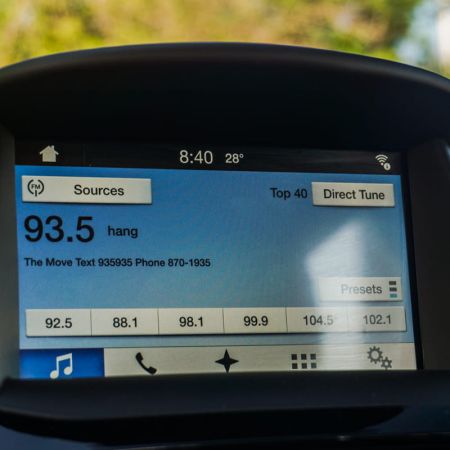 8:40 28°
FM Sources
Top 40 Direct Tune
93.5 hang
The Move Text 935935 Phone 870-1935
Presets
92.5 88.1 98.1 99.9 104.5 102.1